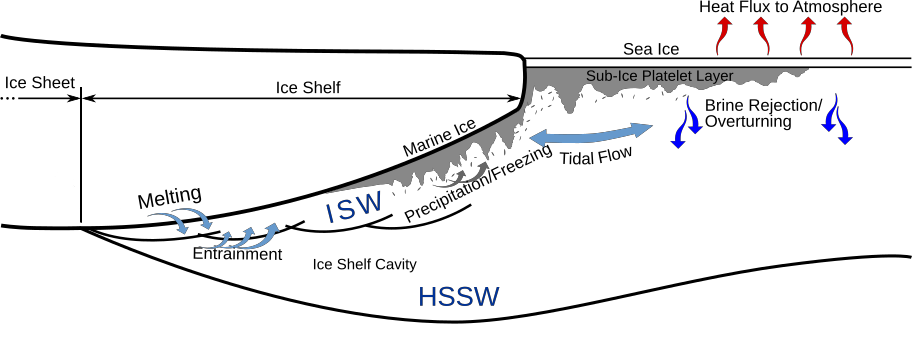 Heat Flux to Atmosphere
Sea Ice
Sub-Ice Platelet Layer
Ice Sheet
Ice Shelf
Brine Rejection/
Overturning
Marine Ice
Tidal Flow
Precipitation/Freezing
Melting
ISW
Entrainment
Ice Shelf Cavity
HSSW